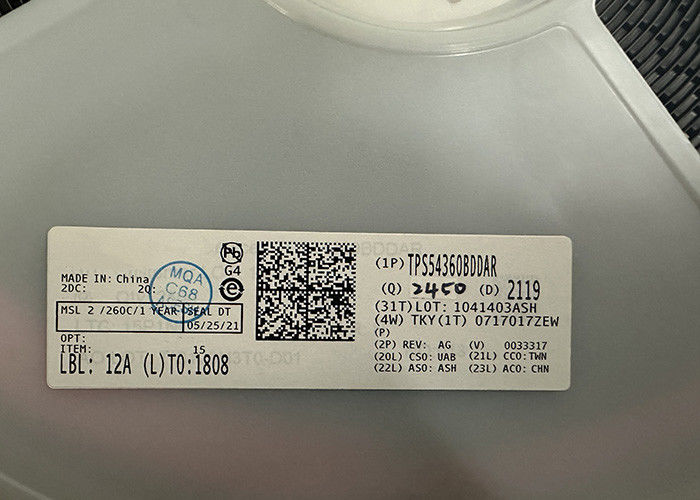 Pb
G4
e
MADE IN: China
2DC: 2Q:
MQA
C68
MSL 2 /260C/1 YEAR SEAL DT
05/25/21
OPT:
ITEM: 15
LBL: 12A (L)TO:1808
(1P) TPS54360BDDAR
(Q) 2450 (D) 2119
(31T)LOT: 1041403ASH
(4W) TKY(1T) 0717017ZEW
(P)
(2P) REV: AG (V) 0033317
(20L) CSO: UAB (21L) CCO:TWN
(22L) ASO: ASH (23L) ACO: CHN